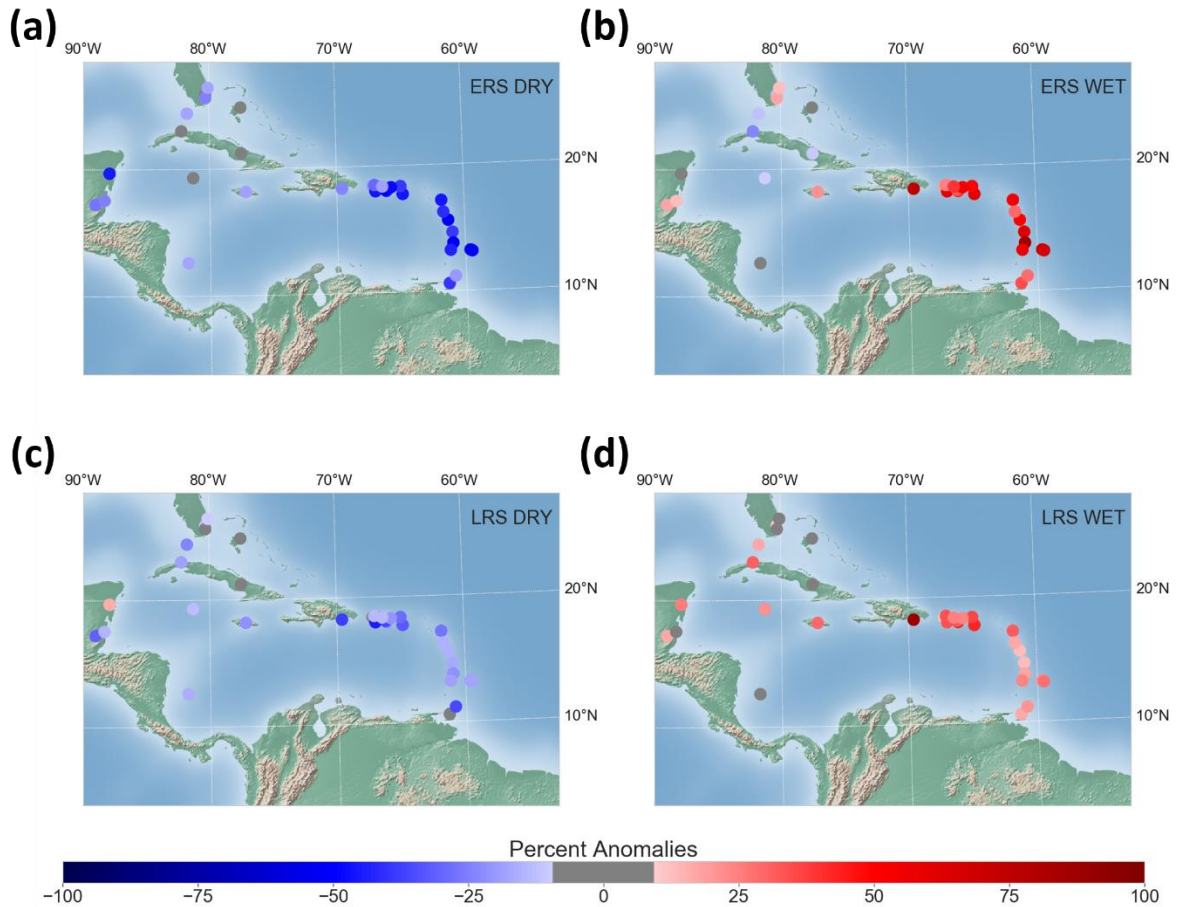 (a) (b)
90°W 80°W 70°W 60°W 90°W 80°W 70°W 60°W
ERS DRY ERS WET
20°N 20°N
10°N 10°N
(c) (d)
90°W 80°W 70°W 60°W 90°W 80°W 70°W 60°W
LRS DRY LRS WET
20°N 20°N
10°N 10°N
Percent Anomalies
−100 −75 −50 −25 0 25 50 75 100